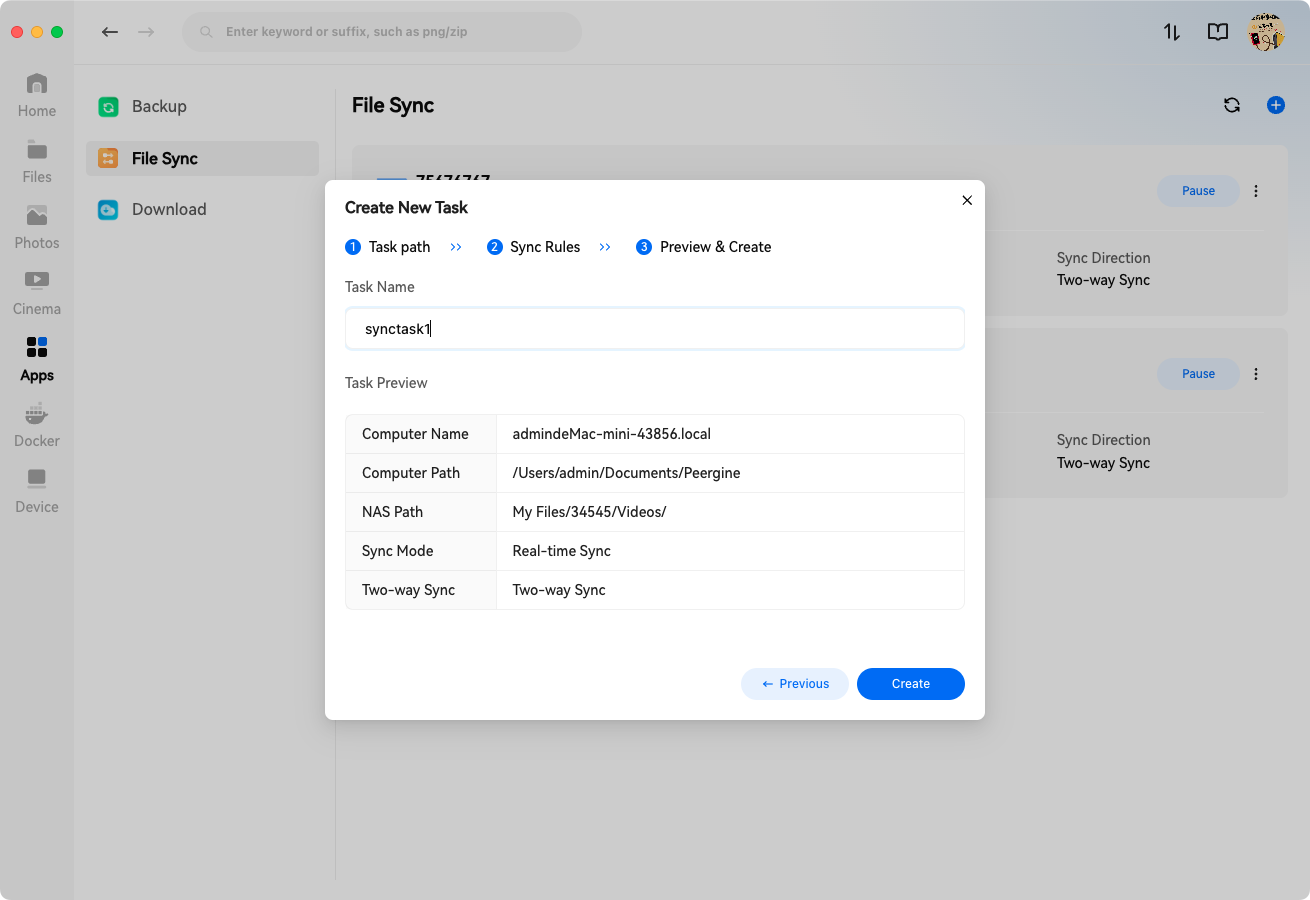 Enter keyword or suffix, such as png/zip
Home
Files
Photos
Cinema
Apps
Docker
Device
Backup
File Sync
Download
File Sync
Pause
Sync Direction
Two-way Sync
Pause
Sync Direction
Two-way Sync
Create New Task
1 Task path >> 2 Sync Rules >> 3 Preview & Create
Task Name
synctask1
Task Preview
Computer Name admindeMac-mini-43856.local
Computer Path /Users/admin/Documents/Peergine
NAS Path My Files/34545/Videos/
Sync Mode Real-time Sync
Two-way Sync Two-way Sync
← Previous Create